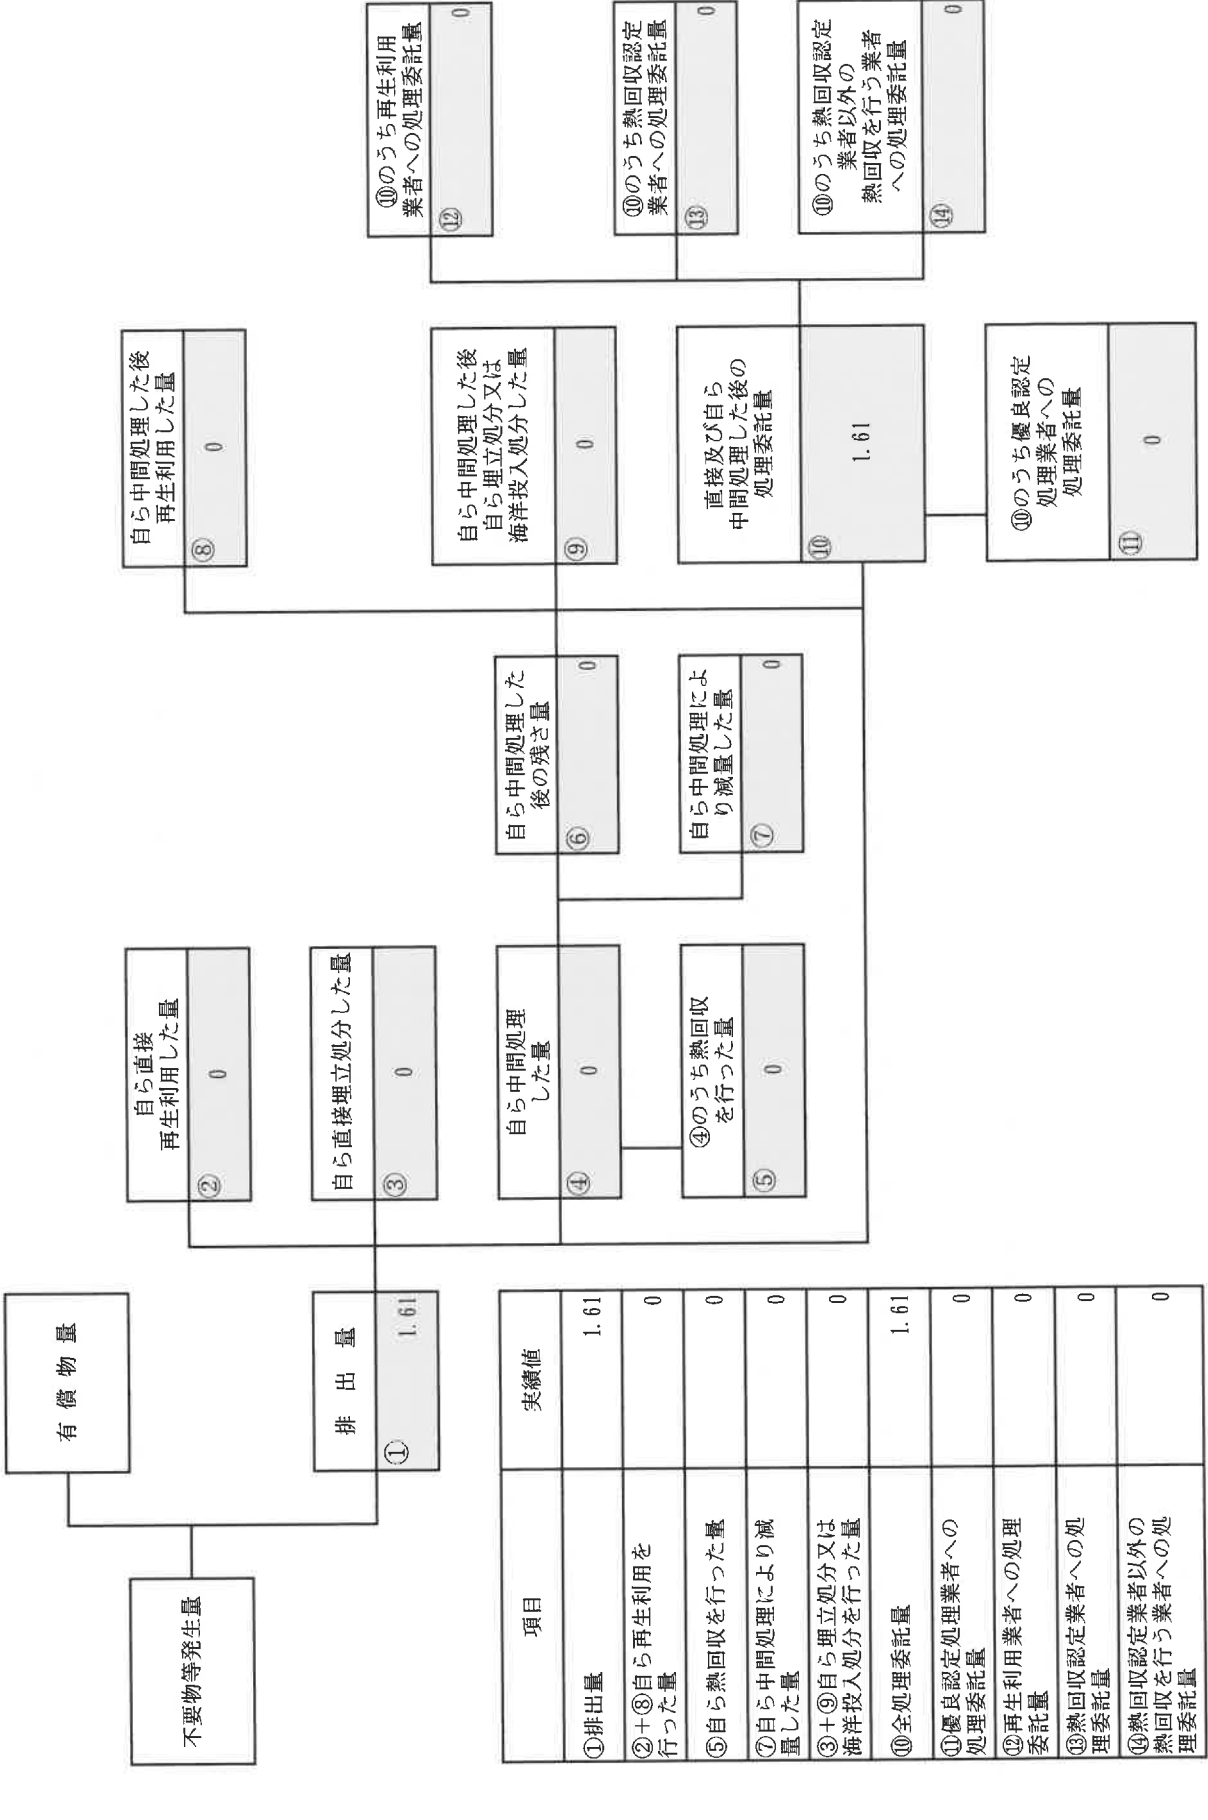 不要物等発生量
有償物量
排出量
①
1.61
自ら直接
再生利用した量
②
0
自ら直接埋立処分した量
③
0
自ら中間処理
した量
④
0
④のうち熱回収
を行った量
⑤
0
自ら中間処理した
後の残さ量
⑥
0
自ら中間処理によ
り減量した量
⑦
0
自ら中間処理した後
再生利用した量
⑧
0
自ら中間処理した後
自ら埋立処分又は
海洋投入処分した量
⑨
0
直接及び自ら
中間処理した後の
処理委託量
⑩
1.61
⑩のうち優良認定
処理業者への
処理委託量
⑪
0
⑩のうち再生利用
業者への処理委託量
⑫
0
⑩のうち熱回収認定
業者への処理委託量
⑬
0
⑩のうち熱回収認定
業者以外の
熱回収を行う業者
への処理委託量
⑭
0
項目 実績値
①排出量 1.61
②+⑧自ら再生利用を
行った量 0
⑤自ら熱回収を行った量 0
⑦自ら中間処理により減
量した量 0
③+⑨自ら埋立処分又は
海洋投入処分を行った量 0
⑩全処理委託量 1.61
⑪優良認定処理業者への
処理委託量 0
⑫再生利用業者への処理
委託量 0
⑬熱回収認定業者への処
理委託量 0
⑭熱回収認定業者以外の
熱回収を行う業者への処
理委託量 0